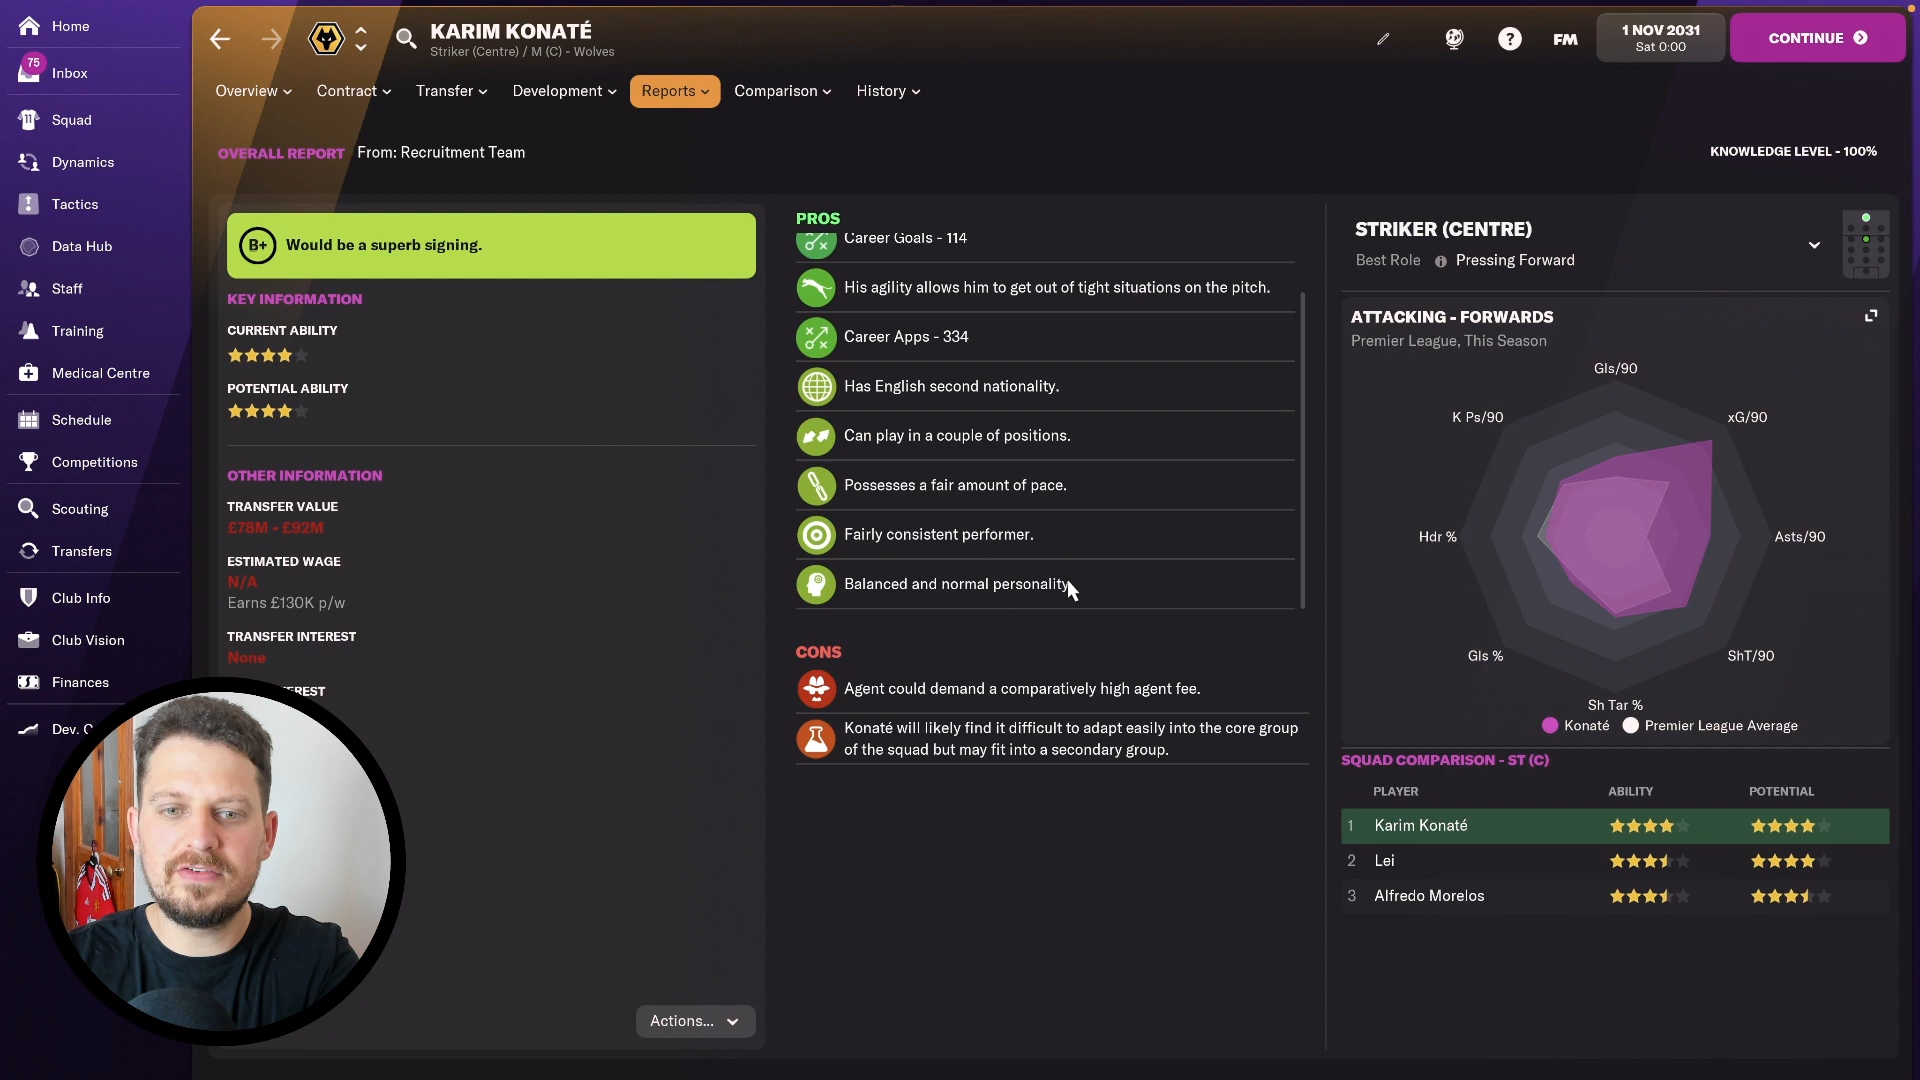 Home
75
Inbox
11
Squad
Dynamics
Tactics
Data Hub
Staff
Training
Medical Centre
Schedule
Competitions
Scouting
Transfers
Club Info
Club Vision
Finances
Dev. C
KARIM KONATÉ
Striker (Centre) / M (C) - Wolves
?
FM
1 NOV 2031
Sat 0:00
CONTINUE
Overview
Contract
Transfer
Development
Reports
Comparison
History
OVERALL REPORT From: Recruitment Team
KNOWLEDGE LEVEL - 100%
B+ Would be a superb signing.
KEY INFORMATION
CURRENT ABILITY
POTENTIAL ABILITY
OTHER INFORMATION
TRANSFER VALUE
£78M - £92M
ESTIMATED WAGE
N/A
Earns £130K p/w
TRANSFER INTEREST
None
EREST
Actions...
PROS
Career Goals - 114
His agility allows him to get out of tight situations on the pitch.
Career Apps - 334
Has English second nationality.
Can play in a couple of positions.
Possesses a fair amount of pace.
Fairly consistent performer.
Balanced and normal personality
CONS
Agent could demand a comparatively high agent fee.
Konaté will likely find it difficult to adapt easily into the core group
of the squad but may fit into a secondary group.
STRIKER (CENTRE)
Best Role Pressing Forward
ATTACKING - FORWARDS
Premier League, This Season
Gls/90
xG/90
Asts/90
ShT/90
Sh Tar %
Gls %
Hdr %
K Ps/90
Konaté Premier League Average
SQUAD COMPARISON - ST (C)
PLAYER ABILITY POTENTIAL
1 Karim Konaté
2 Lei
3 Alfredo Morelos